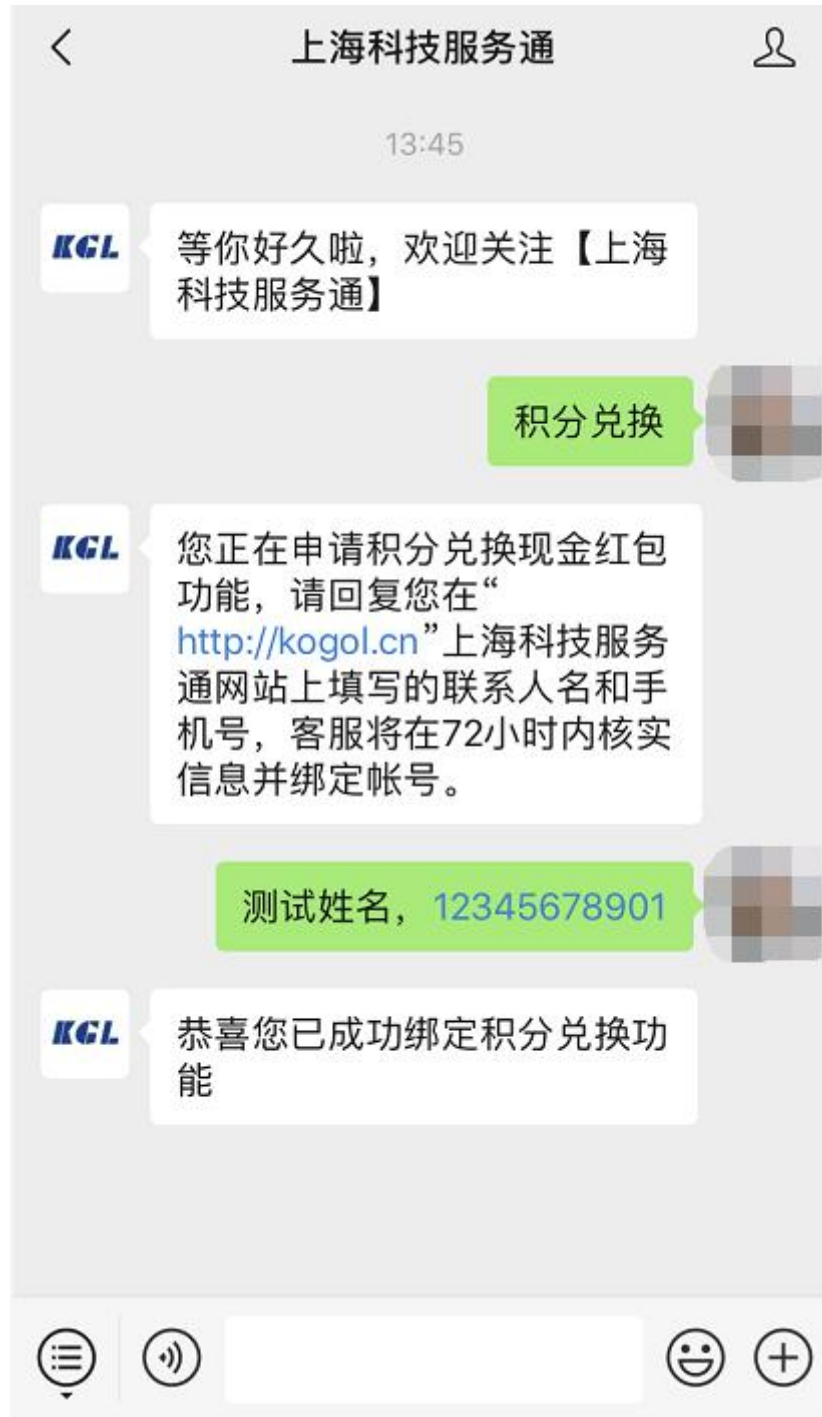 上海科技服务通
13:45
KGL
等你好久啦，欢迎关注【上海
科技服务通】
积分兑换
KGL
您正在申请积分兑换现金红包
功能，请回复您在“
http://kogol.cn”上海科技服务
通网站上填写的联系人名和手
机号，客服将在72小时内核实
信息并绑定帐号。
测试姓名，12345678901
KGL
恭喜您已成功绑定积分兑换功
能